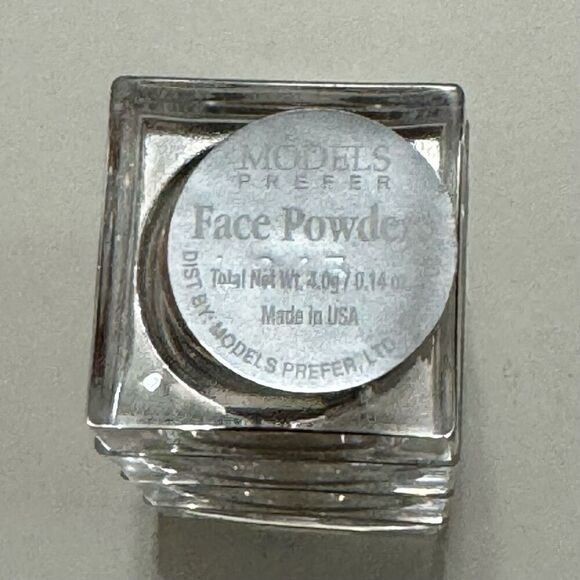 MODELS
PREFER
Face Powders
Total Net Wt. 4.0g / 0.14 oz.
Made in USA
DIST BY: MODELS PREFER, LTD